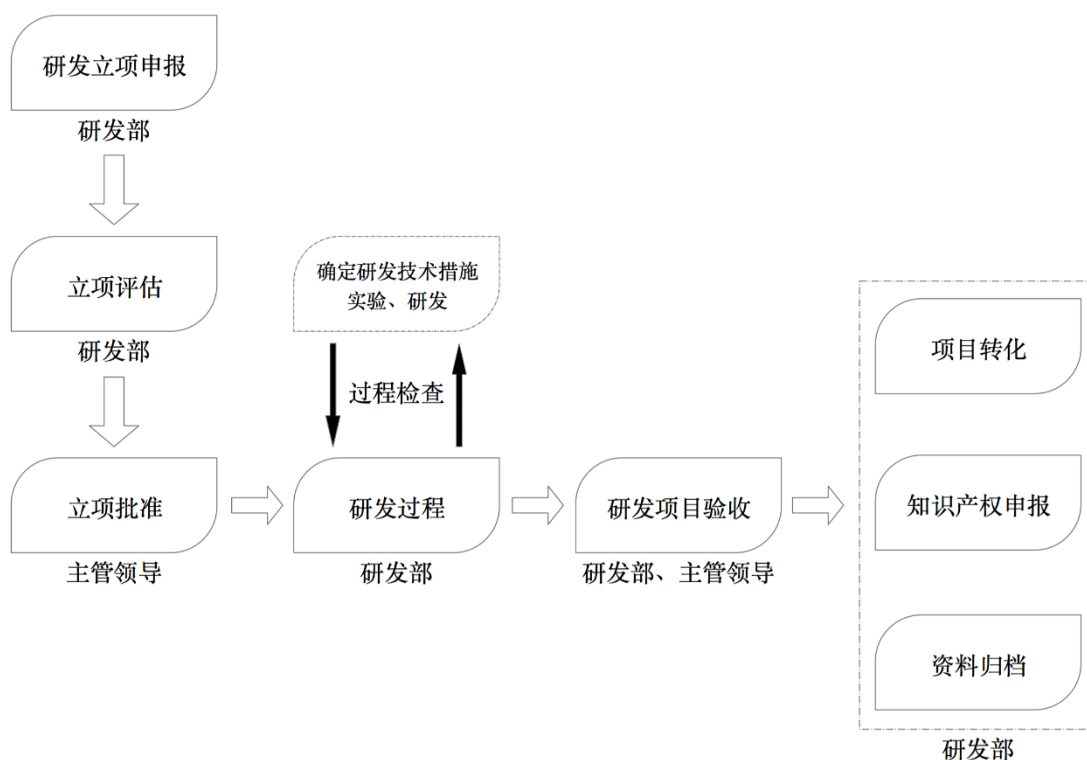 研发立项申报
研发部
立项评估
研发部
确定研发技术措施
实验、研发
过程检查
立项批准
主管领导
研发过程
研发部
研发项目验收
研发部、主管领导
项目转化
知识产权申报
资料归档
研发部